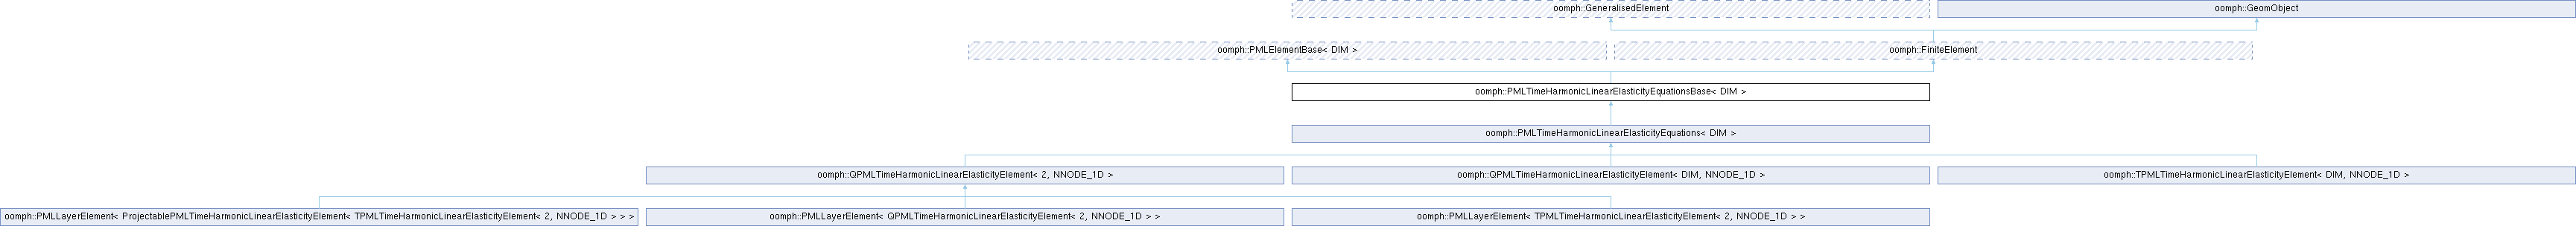 oomph::GeneralisedElement
oomph::GeomObject
oomph::PMLElementBase< DIM >
oomph::FiniteElement
oomph::PMLTimeHarmonicLinearElasticityEquationsBase< DIM >
oomph::PMLTimeHarmonicLinearElasticityEquations< DIM >
oomph::QPMLTimeHarmonicLinearElasticityElement< 2, NNODE_1D >
oomph::QPMLTimeHarmonicLinearElasticityElement< DIM, NNODE_1D >
oomph::TPMLTimeHarmonicLinearElasticityElement< DIM, NNODE_1D >
oomph::PMLLayerElement< ProjectablePMLTimeHarmonicLinearElasticityElement< TPMLTimeHarmonicLinearElasticityElement< 2, NNODE_1D > > >
oomph::PMLLayerElement< QPMLTimeHarmonicLinearElasticityElement< 2, NNODE_1D > >
oomph::PMLLayerElement< TPMLTimeHarmonicLinearElasticityElement< 2, NNODE_1D > >